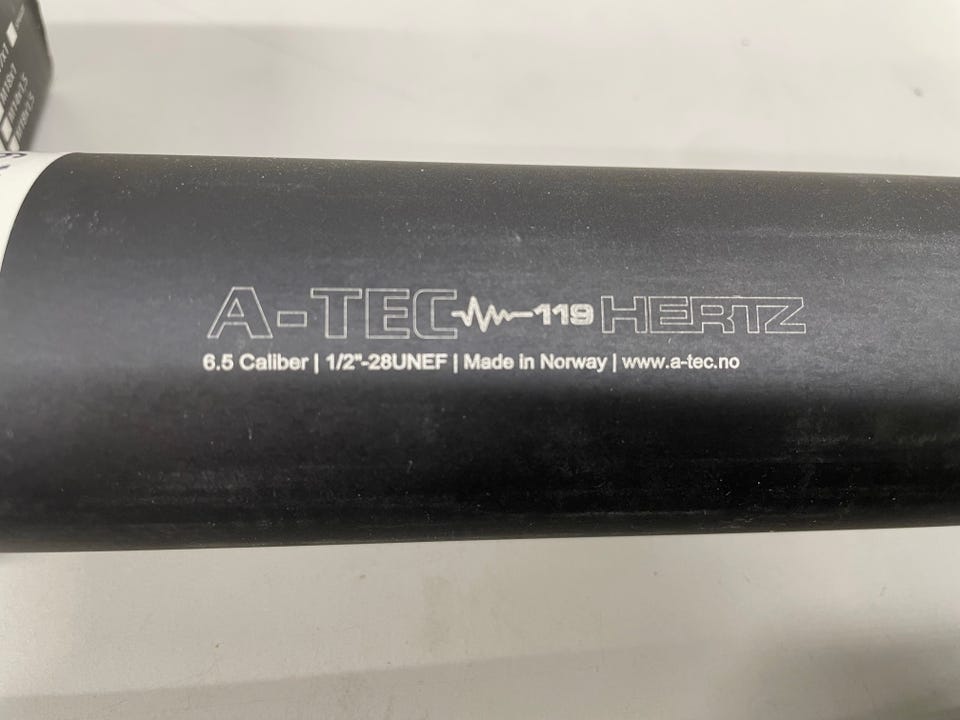 A-TEC 119 HERTZ
6.5 Caliber | 1/2"-28UNEF | Made in Norway | www.a-tec.no